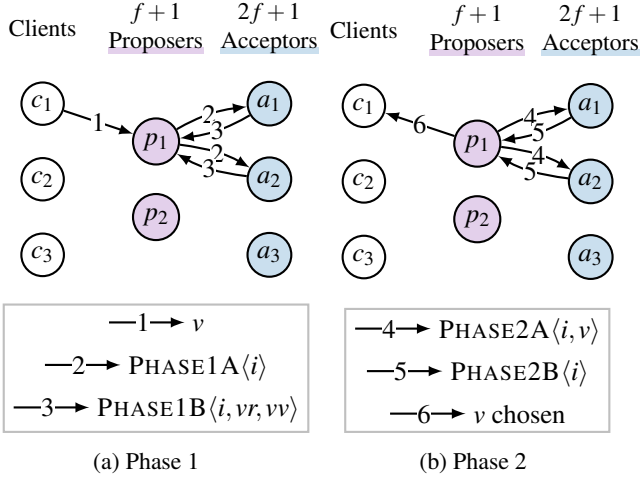 Clients
f + 1
Proposers
2f + 1
Acceptors
c1
1
p1
2
3
2
3
a1
c2
a2
p2
c3
a3
1 v
2 PHASE1A⟨i⟩
3 PHASE1B⟨i, vr, vv⟩
(a) Phase 1
Clients
f + 1
Proposers
2f + 1
Acceptors
c1
6
p1
4
5
4
5
a1
c2
a2
p2
c3
a3
4 PHASE2A⟨i, v⟩
5 PHASE2B⟨i⟩
6 v chosen
(b) Phase 2